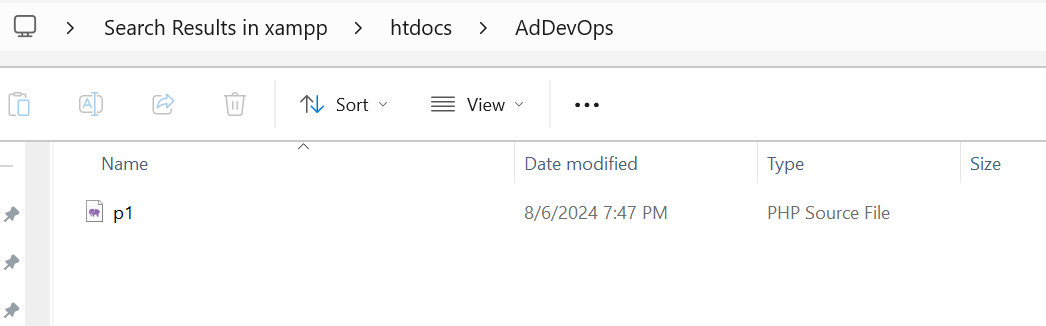 Search Results in xampp > htdocs > AdDevOps
Sort View ...
Name Date modified Type Size
p1 8/6/2024 7:47 PM PHP Source File